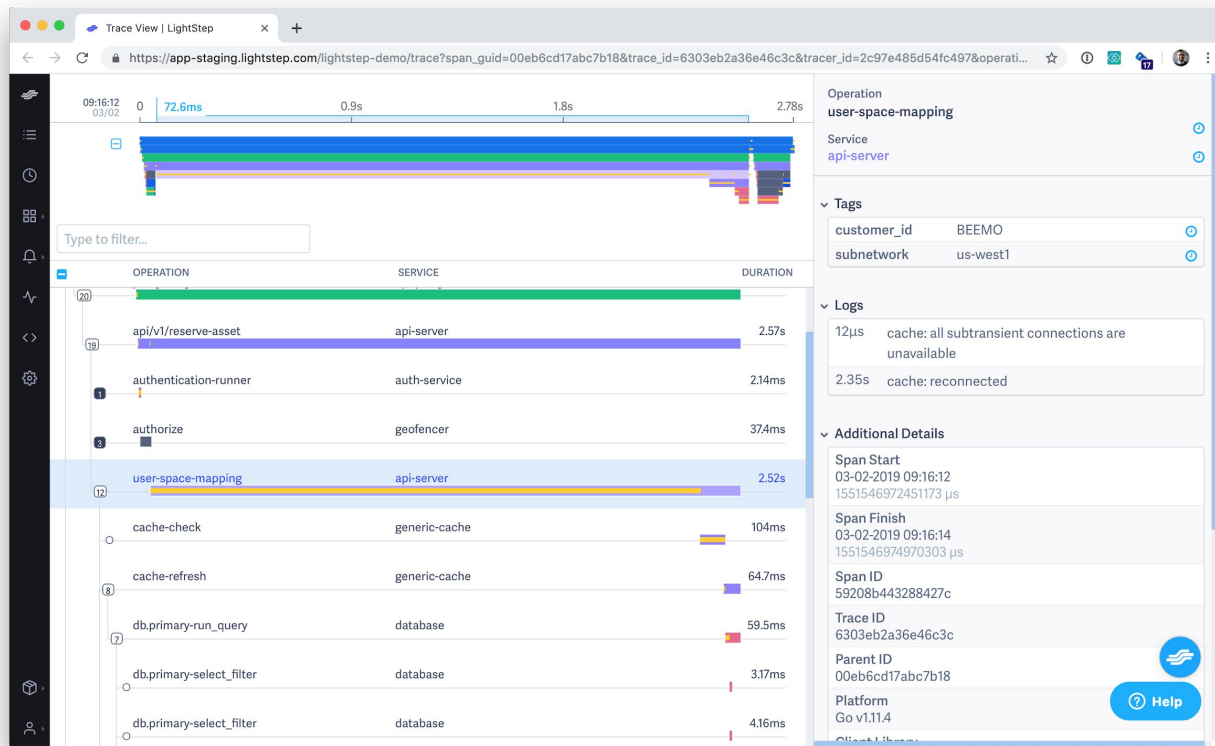 Trace View | LightStep
https://app-staging.lightstep.com/lightstep-demo/trace?span_guid=00eb6cd17abc7b18&trace_id=6303eb2a36e46c3c&tracer_id=2c97e485d54fc497&operati...
17
09:16:12
03/02
0
72.6ms
0.9s
1.8s
2.78s
Type to filter...
OPERATION SERVICE DURATION
20
api/v1/reserve-asset api-server 2.57s
19
authentication-runner auth-service 2.14ms
1
authorize geofencer 37.4ms
3
user-space-mapping api-server 2.52s
12
cache-check generic-cache 104ms
cache-refresh generic-cache 64.7ms
8
db.primary-run_query database 59.5ms
7
db.primary-select_filter database 3.17ms
db.primary-select_filter database 4.16ms
Operation
user-space-mapping
Service
api-server
Tags
customer_id BEEMO
subnetwork us-west1
Logs
12μs cache: all subtransient connections are
unavailable
2.35s cache: reconnected
Additional Details
Span Start
03-02-2019 09:16:12
1551546972451173 μs
Span Finish
03-02-2019 09:16:14
1551546974970303 μs
Span ID
59208b443288427c
Trace ID
6303eb2a36e46c3c
Parent ID
00eb6cd17abc7b18
Platform
Go v1.11.4
Client Library
Help